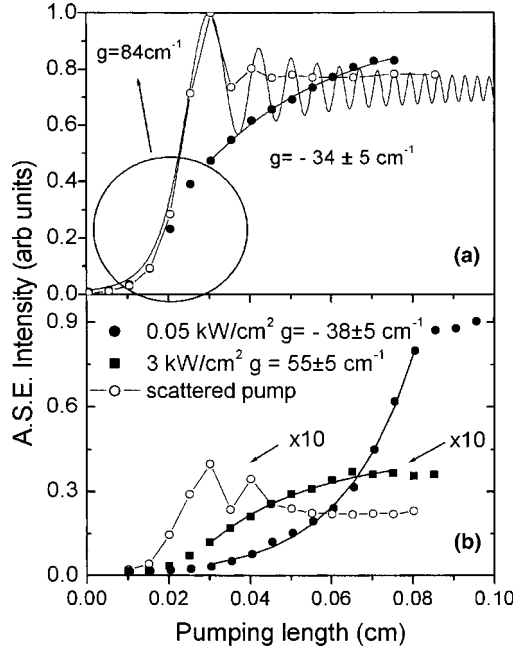 1.0
0.8
0.6
0.4
0.2
0.0
g=84cm-1
g= - 34 ± 5 cm-1
(a)
A.S.E. Intensity (arb units)
0.9
0.6
0.3
0.0
0.05 kW/cm2 g= - 38±5 cm-1
3 kW/cm2 g = 55±5 cm-1
scattered pump
x10
x10
(b)
0.00 0.02 0.04 0.06 0.08 0.10
Pumping length (cm)